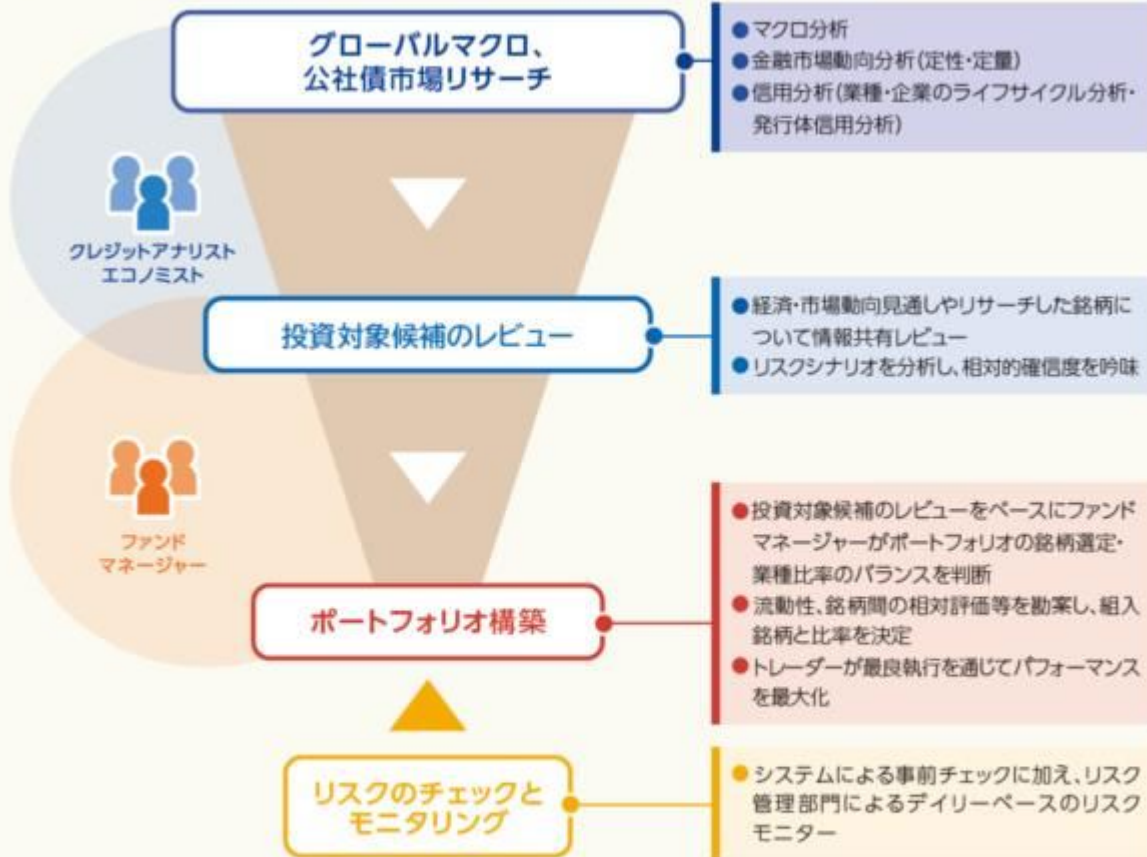 グローバルマクロ、
公社債市場リサーチ
●マクロ分析
●金融市場動向分析(定性・定量)
●信用分析(業種・企業のライフサイクル分析・
発行体信用分析)
クレジットアナリスト
エコノミスト
投資対象候補のレビュー
●経済・市場動向見通しやリサーチした銘柄に
ついて情報共有レビュー
●リスクシナリオを分析し、相対的確信度を吟味
ファンド
マネージャー
ポートフォリオ構築
●投資対象候補のレビューをベースにファンド
マネージャーがポートフォリオの銘柄選定・
業種比率のバランスを判断
●流動性、銘柄間の相対評価等を勘案し、組入
銘柄と比率を決定
●トレーダーが最良執行を通じてパフォーマンス
を最大化
リスクのチェックと
モニタリング
●システムによる事前チェックに加え、リスク
管理部門によるデイリーベースのリスク
モニター